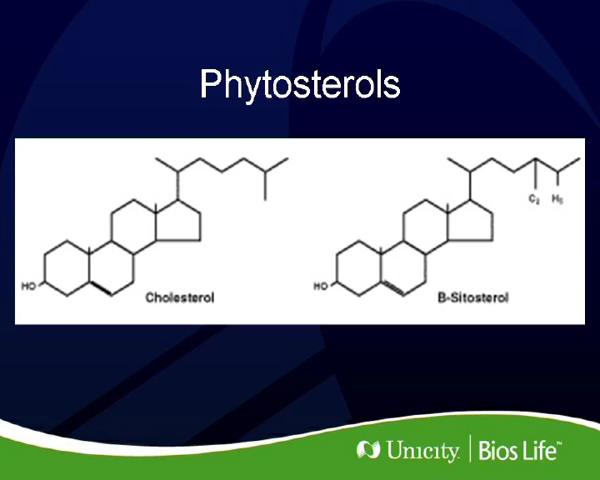 Phytosterols
C₂ H₅
HO HO
Cholesterol B-Sitosterol
Unicity Bios Life™